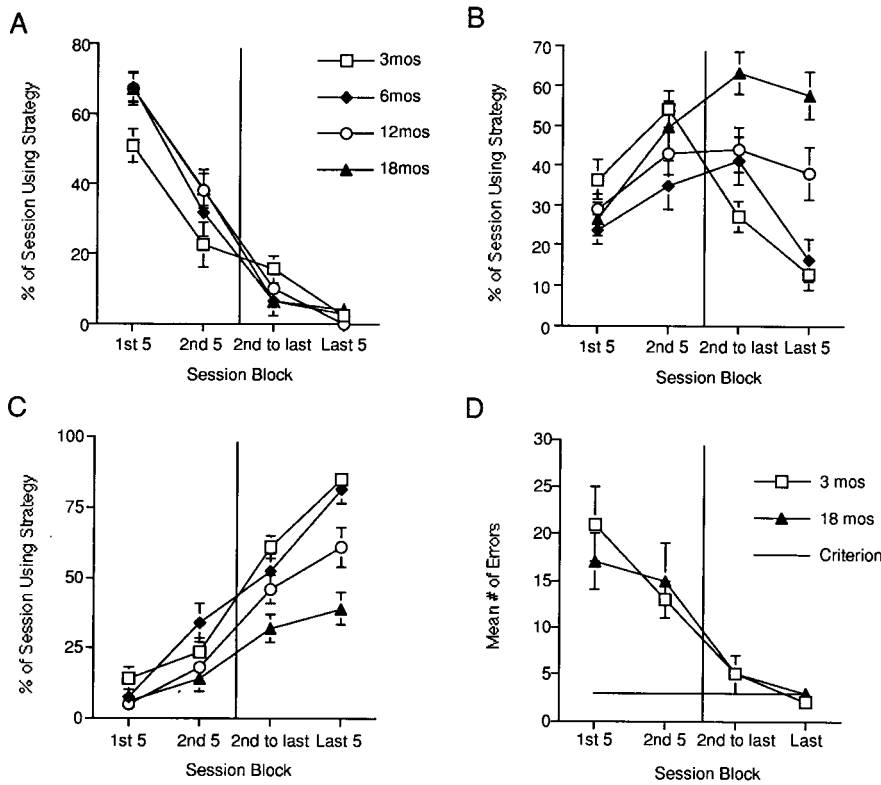 A
% of Session Using Strategy
80
60
40
20
0
1st 5 2nd 5 2nd to last Last 5
Session Block
3mos
6mos
12mos
18mos
B
% of Session Using Strategy
70
60
50
40
30
20
10
0
1st 5 2nd 5 2nd to last Last 5
Session Block
C
% of Session Using Strategy
100
75
50
25
0
1st 5 2nd 5 2nd to last Last 5
Session Block
D
Mean # of Errors
30
25
20
15
10
5
0
1st 5 2nd 5 2nd to last Last
Session Block
3 mos
18 mos
Criterion